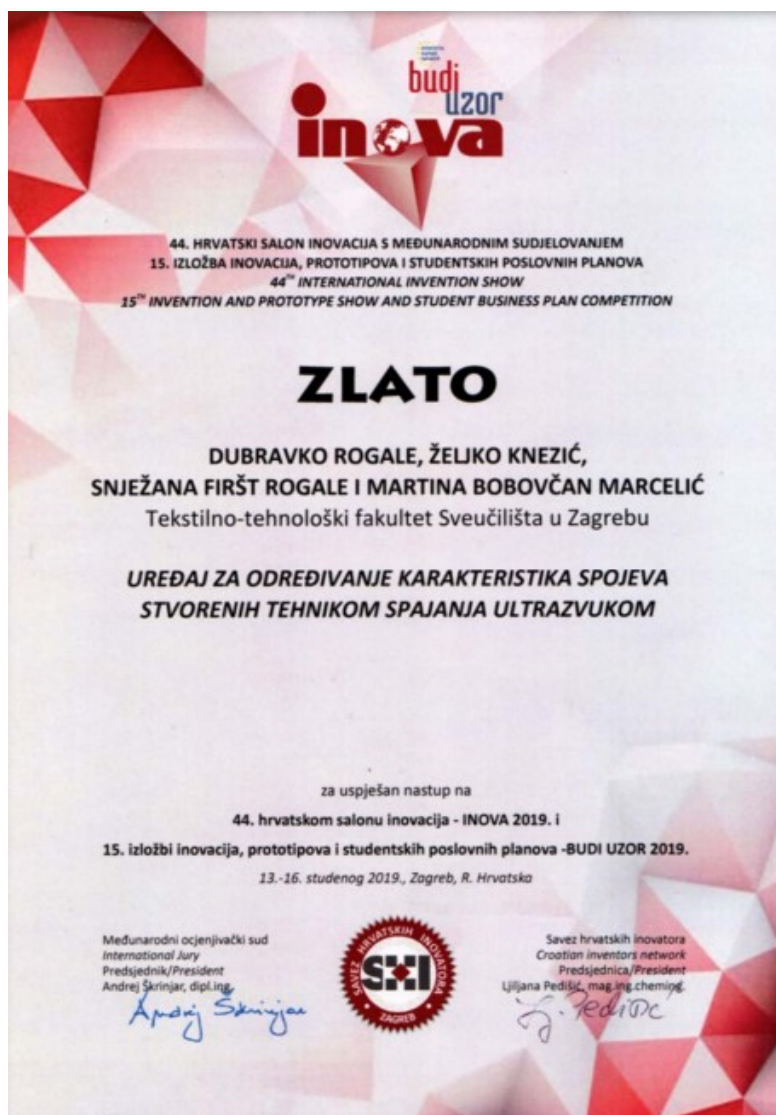 budi
uzor
inova
44. HRVATSKI SALON INOVACIJA S MEĐUNARODNIM SUDJELOVANJEM
15. IZLOŽBA INOVACIJA, PROTOTIPOVA I STUDENTSKIH POSLOVNIH PLANOVA
44TH INTERNATIONAL INVENTION SHOW
15TH INVENTION AND PROTOTYPE SHOW AND STUDENT BUSINESS PLAN COMPETITION
ZLATO
DUBRAVKO ROGALE, ŽELJKO KNEZIĆ,
SNJEŽANA FIRŠT ROGALE I MARTINA BOBOVČAN MARCELIĆ
Tekstilno-tehnološki fakultet Sveučilišta u Zagrebu
UREĐAJ ZA ODREĐIVANJE KARAKTERISTIKA SPOJEVA
STVORENIH TEHNIKOM SPAJANJA ULTRAZVUKOM
za uspješan nastup na
44. hrvatskom salonu inovacija - INOVA 2019. i
15. izložbi inovacija, prototipova i studentskih poslovnih planova -BUDI UZOR 2019.
13.-16. studenog 2019., Zagreb, R. Hrvatska
Međunarodni ocjenjivački sud
International Jury
Predsjednik/President
Andrej Škrinjar, dipl.ing.
Andrej Škrinjar
SAVEZ HRVATSKIH INOVATORA
SHI
ZAGREB
Savez hrvatskih inovatora
Croatian inventors network
Predsjednica/President
Ljiljana Pedišić, mag.ing.cheming.
Lj. Pedišić